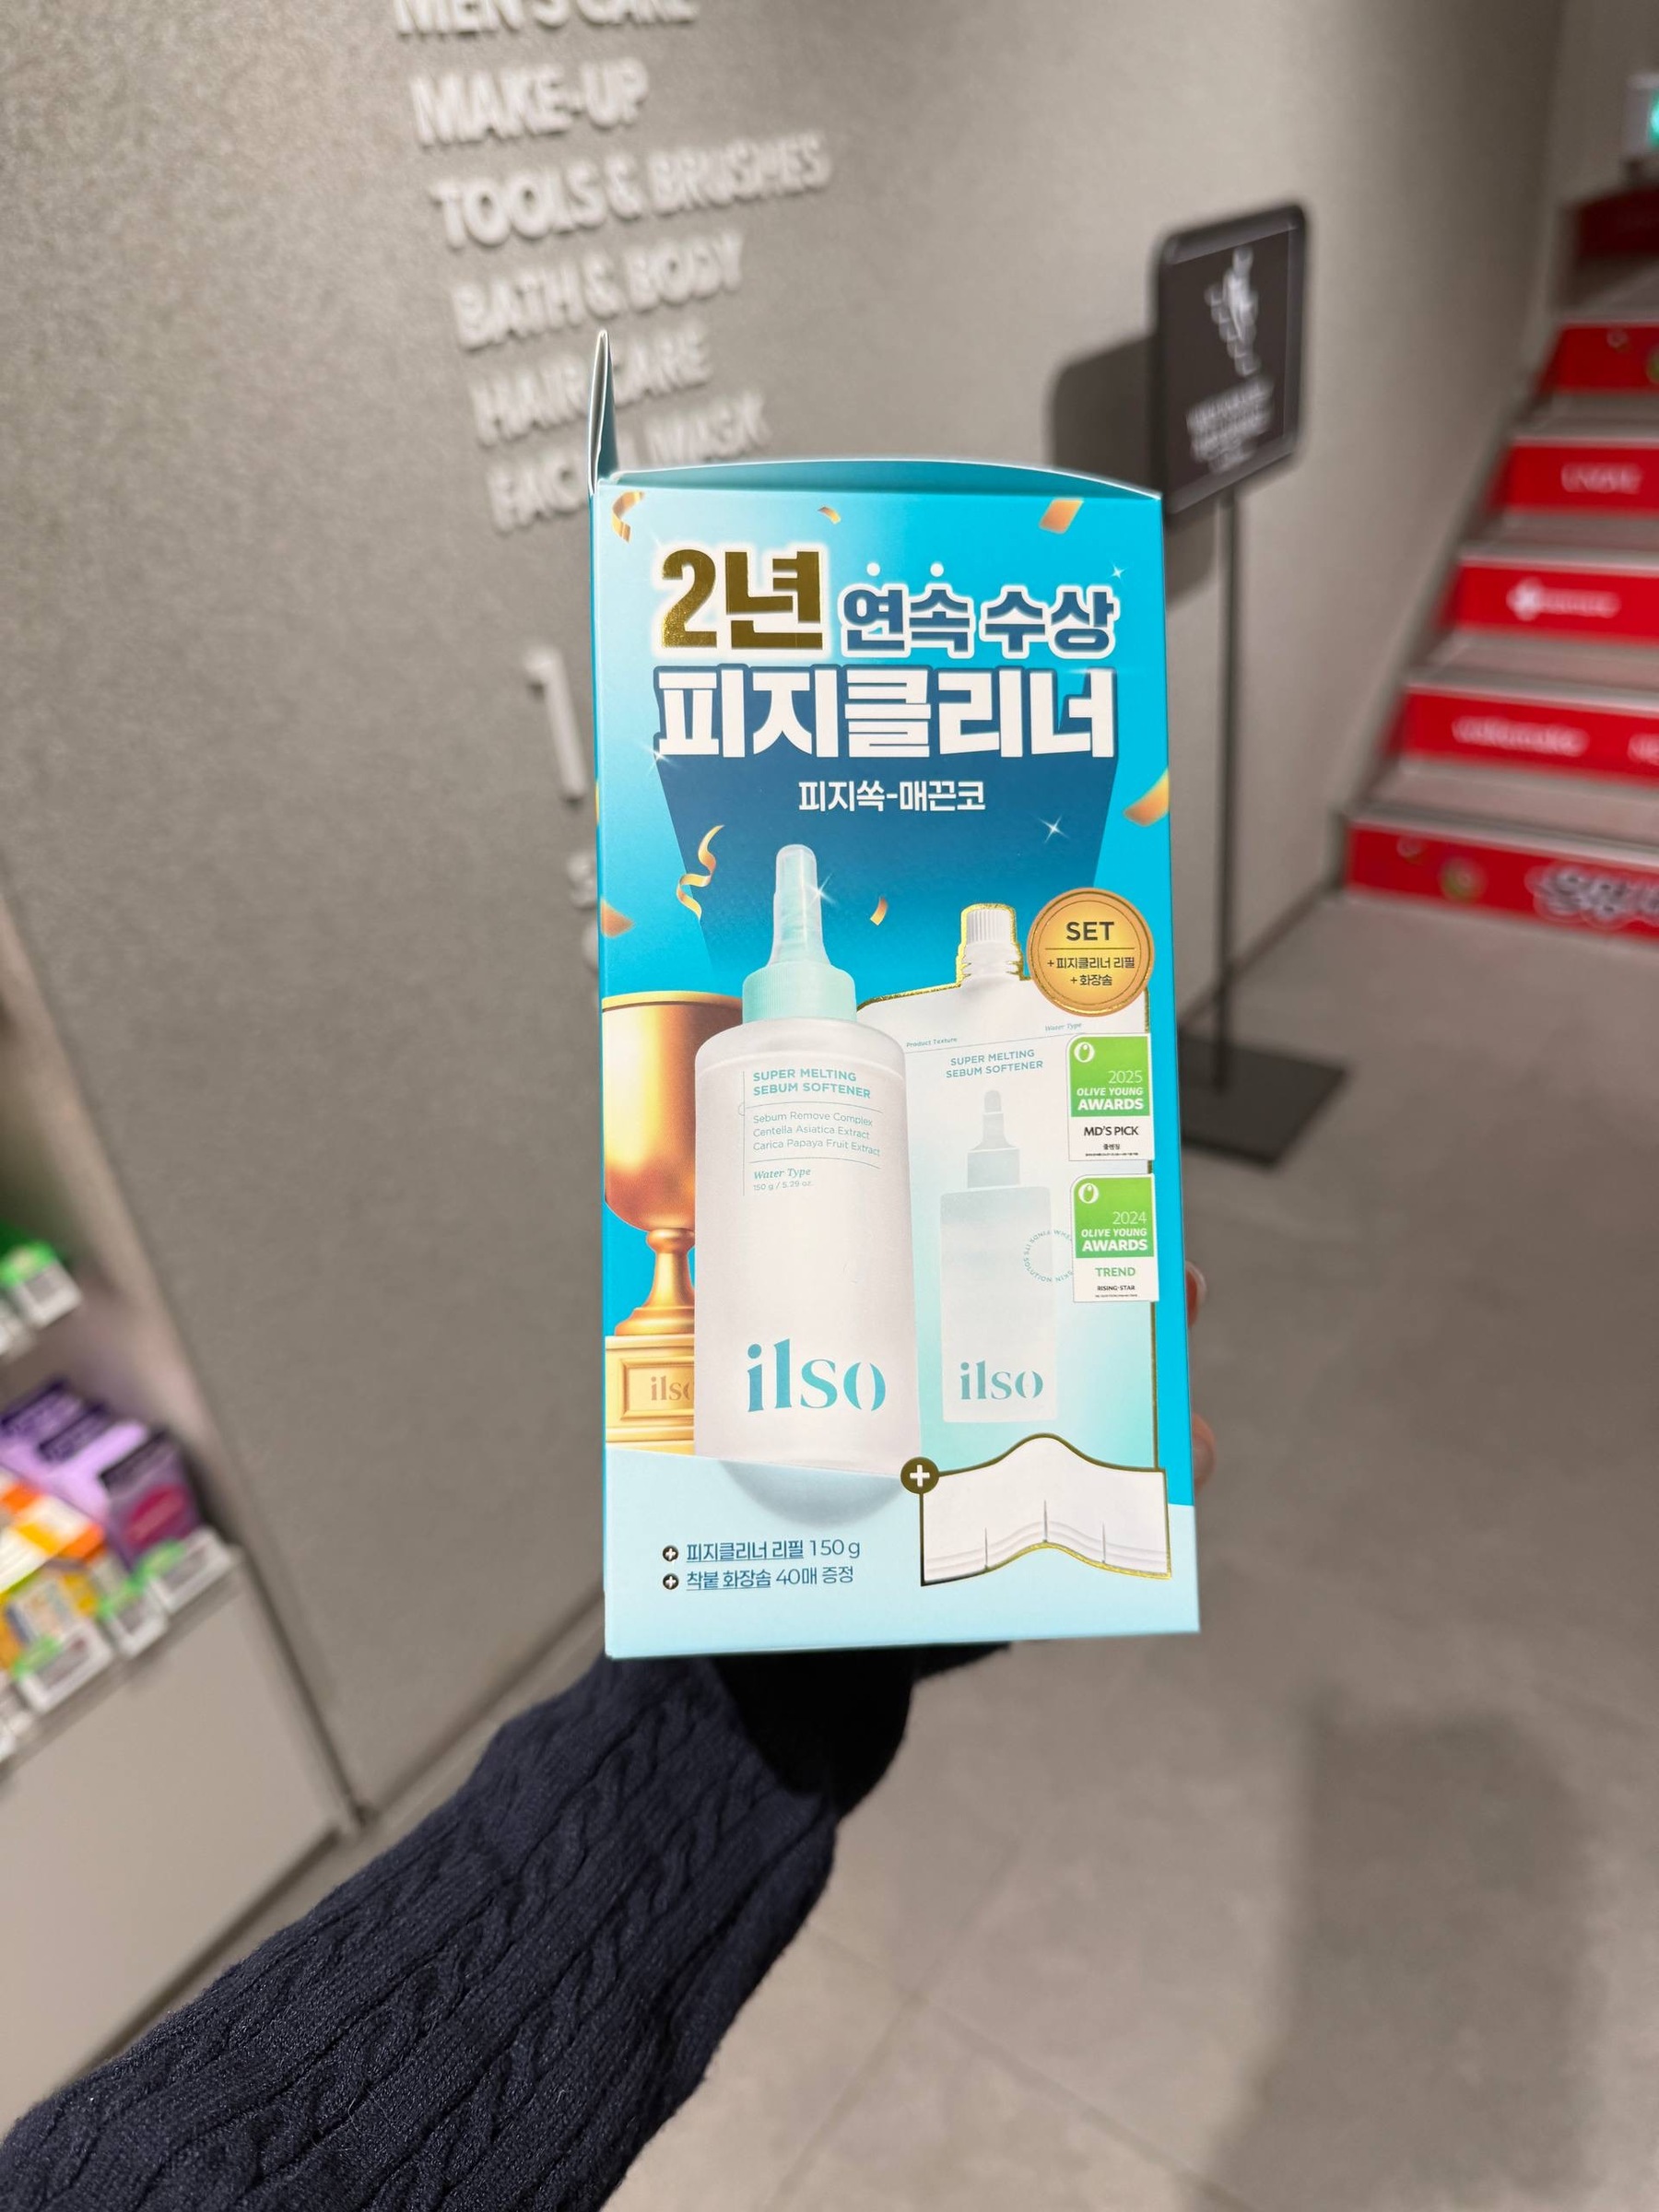 MEN'S CARE
MAKE-UP
TOOLS & BRUSHES
BATH & BODY
HAIR CARE
FACIAL MASK
1
2년 연속 수상
피지클리너
피지쏙-매끈코
SET
+피지클리너 리필
+화장솜
Product Texture
Water Type
SUPER MELTING
SEBUM SOFTENER
Sebum Remove Complex
Centella Asiatica Extract
Carica Papaya Fruit Extract
Water Type
150 g / 5.29 oz.
ilso
SUPER MELTING
SEBUM SOFTENER
ilso
2025
OLIVE YOUNG
AWARDS
MD'S PICK
클렌징
2024
OLIVE YOUNG
AWARDS
TREND
RISING-STAR
ilso
+
+ 피지클리너 리필 150 g
+ 착붙 화장솜 40매 증정